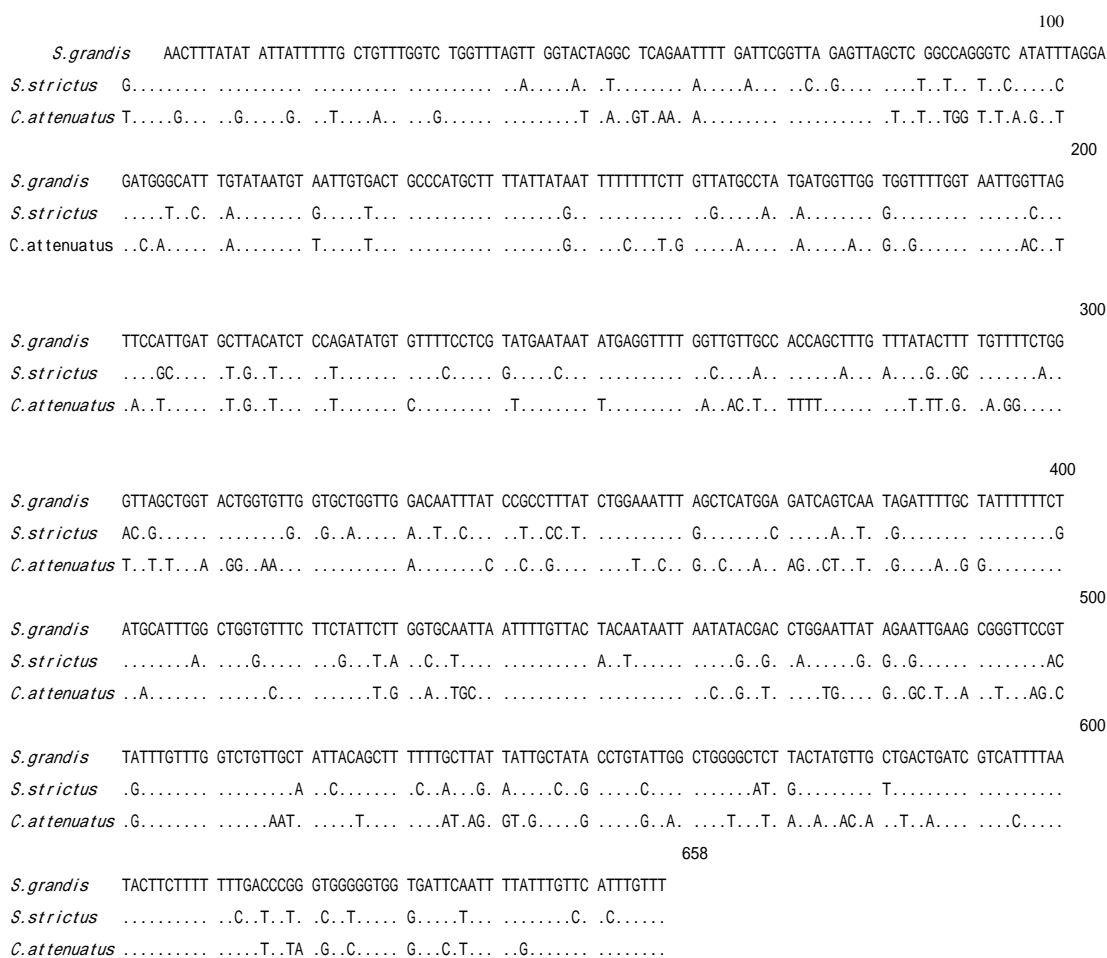 100
S.grandis AACTTTATAT ATTATTTTTG CTGTTTGGTC TGGTTTAGTT GGTACTAGGC TCAGAATTTT GATTCGGTTA GAGTTAGCTC GGCCAGGGTC ATATTTAGGA
S.strictus G......... .......... .......... .......... ..A.....A. .T........ A.....A... ..C..G.... ....T..T.. T..C.....C
C.attenuatus T.....G... ..G.....G. ..T....A.. ....G..... .........T .A..GT.AA. A......... .......... .T..T..TGG T.T.A.G..T
200
S.grandis GATGGGCATT TGTATAATGT AATTGTGACT GCCCATGCTT TTATTATAAT TTTTTTTCTT GTTATGCCTA TGATGGTTGG TGGTTTTGGT AATTGGTTAG
S.strictus .....T..C. .A........ G.....T... .......... .......G.. .......... ..G.....A. .A........ G......... ......C...
C.attenuatus ..C.A..... .A........ T.....T... .......... .......G.. ...C...T.G .....A.... .A.....A.. G..G...... ......AC..T
300
S.grandis TTCCATTGAT GCTTACATCT CCAGATATGT GTTTTCCTCG TATGAATAAT ATGAGGTTTT GGTTGTTGCC ACCAGCTTTG TTTATACTTT TGTTTTCTGG
S.strictus ....GC.... .T.G..T... ..T....... ....C..... G.....C... .......... ..C....A.. ......A... A....G..GC .......A..
C.attenuatus .A..T..... .T.G..T... ..T....... C......... .T........ T......... .A..AC.T.. TTTT...... ...T.TT.G. .A.GG.....
400
S.grandis GTTAGCTGGT ACTGGTGTTG GTGCTGGTTG GACAATTTAT CCGCCTTTAT CTGGAAATTT AGCTCATGGA GATCAGTCAA TAGATTTTGC TATTTTTTCT
S.strictus AC.G...... ........G. .G..A..... A..T..C... ..T..CC.T. .......... G........C .....A..T. .G........ .........G
C.attenuatus T..T.T...A .GG..AA... .......... A........C ..C..G.... ....T..C.. G..C...A.. AG..CT..T. .G....A..G G.........
500
S.grandis ATGCATTTGG CTGGTGTTTC TTCTATTCTT GGTGCAATTA ATTTTGTTAC TACAATAATT AATATACGAC CTGGAATTAT AGAATTGAAG CGGGTTCCGT
S.strictus ........A. ....G..... ...G...T.A ..C..T.... ........A. .T........ .G..G..A.. ....G..G.. G......... ........AC
C.attenuatus ..A....... ......C... .......T.G ..A..TGC.. .......... .......... .C..G..T.. ...TG..... G..GC.T..A ..T...AG.C
600
S.grandis TATTTGTTTG GTCTGTTGCT ATTACAGCTT TTTTGCTTAT TATTGCTATA CCTGTATTGG CTGGGGCTCT TACTATGTTG CTGACTGATC GTCATTTTAA
S.strictus .G........ .........A ..C....... .C..A...G. A.....C..G .....C.... .......AT. G......... T......... ..........
C.attenuatus .G........ .......AAT. .....T.... ....AT.AG. GT.G.....G .....G..A. ....T...T. A..A..AC.A ..T..A.... ....C.....
658
S.grandis TACTTCTTTT TTTGACCCGG GTGGGGGTGG TGATTCAATT TTATTTGTTC ATTTGTTT
S.strictus .......... ..C..T..T. .C..T..... G.....T... ........C. .C......
C.attenuatus .......... .....T..TA .G..C..... G...C.T... ..G....... ........